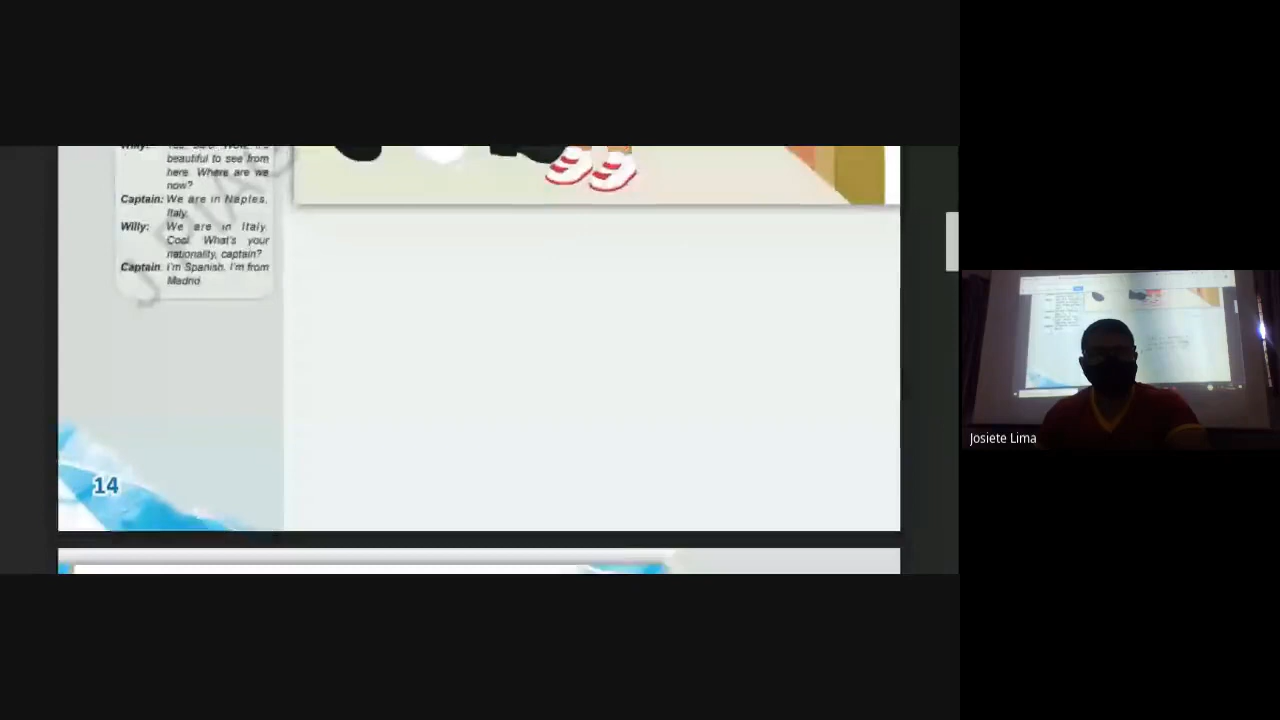 Willy:
beautiful to see from
here. Where are we
now?
Captain: We are in Naples,
Italy.
Willy: We are in Italy.
Cool. What's your
nationality, captain?
Captain: I'm Spanish. I'm from
Madrid.
14
Josiete Lima